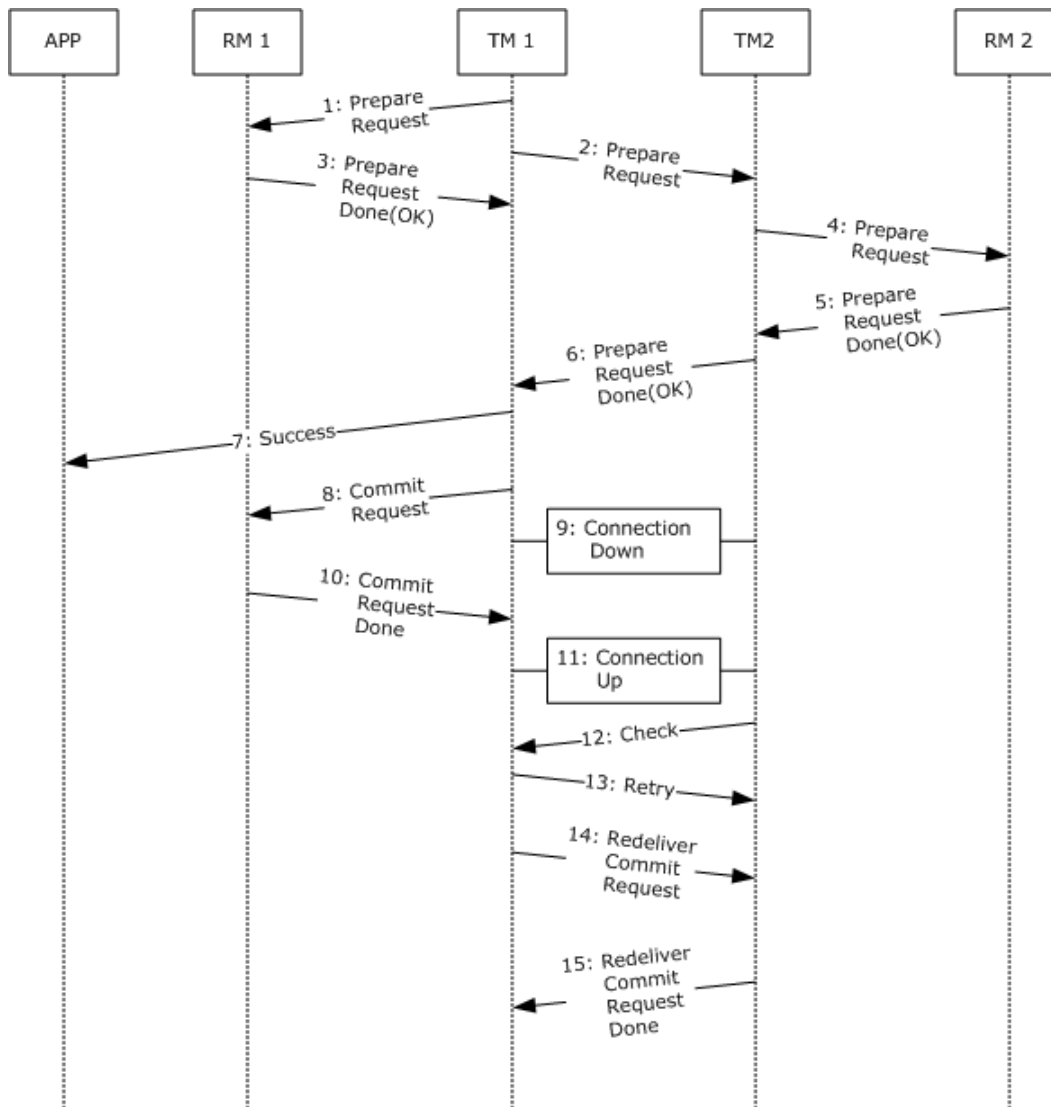 APP
RM 1
TM 1
TM2
RM 2
1: Prepare
Request
2: Prepare
Request
3: Prepare
Request
Done(OK)
4: Prepare
Request
5: Prepare
Request
Done(OK)
6: Prepare
Request
Done(OK)
7: Success
8: Commit
Request
9: Connection
Down
10: Commit
Request
Done
11: Connection
Up
12: Check
13: Retry
14: Redeliver
Commit
Request
15: Redeliver
Commit
Request
Done